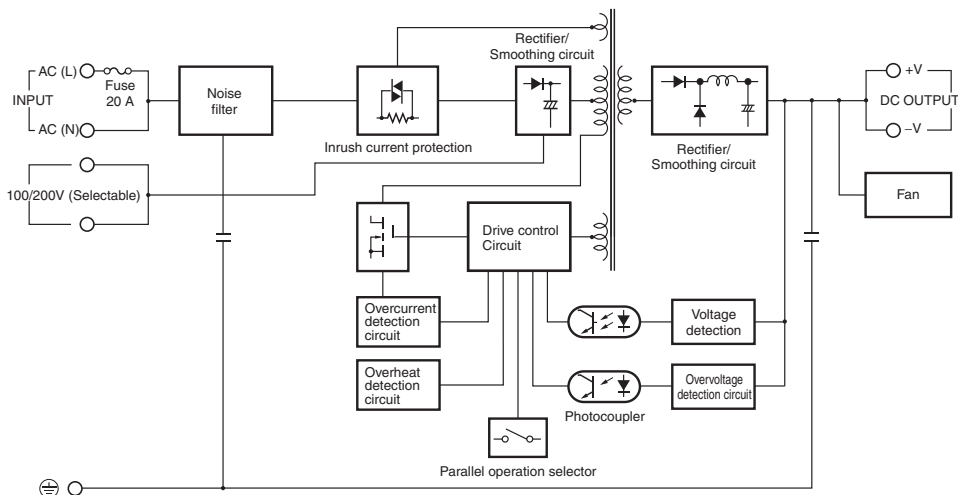 AC (L)
Fuse
20 A
INPUT
AC (N)
Noise
filter
Inrush current protection
Rectifier/
Smoothing circuit
Rectifier/
Smoothing circuit
+V
DC OUTPUT
–V
Fan
100/200V (Selectable)
Drive control
Circuit
Overcurrent
detection
circuit
Overheat
detection
circuit
Voltage
detection
Overvoltage
detection circuit
Photocoupler
Parallel operation selector